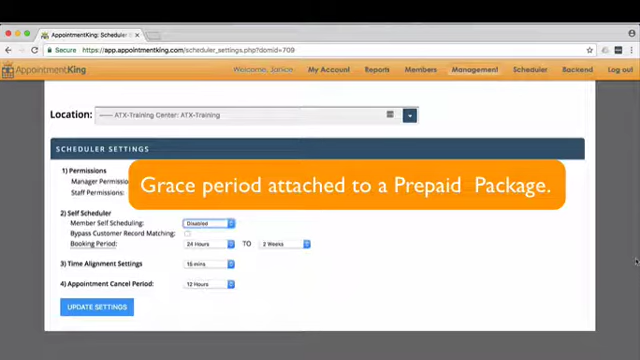 AppointmentKing: Scheduler
Secure https://app.appointmentking.com/scheduler_settings.php?domid=709
AppointmentKing Welcome, Janice My Account Reports Members Management Scheduler Backend Log out
Location: ----- ATX-Training Center: ATX-Training
SCHEDULER SETTINGS
1) Permissions
Manager Permissio
Staff Permissions:
Grace period attached to a Prepaid Package.
2) Self Scheduler
Member Self Scheduling: Disabled
Bypass Customer Record Matching:
Booking Period: 24 Hours TO 2 Weeks
3) Time Alignment Settings 15 mins
4) Appointment Cancel Period: 12 Hours
UPDATE SETTINGS